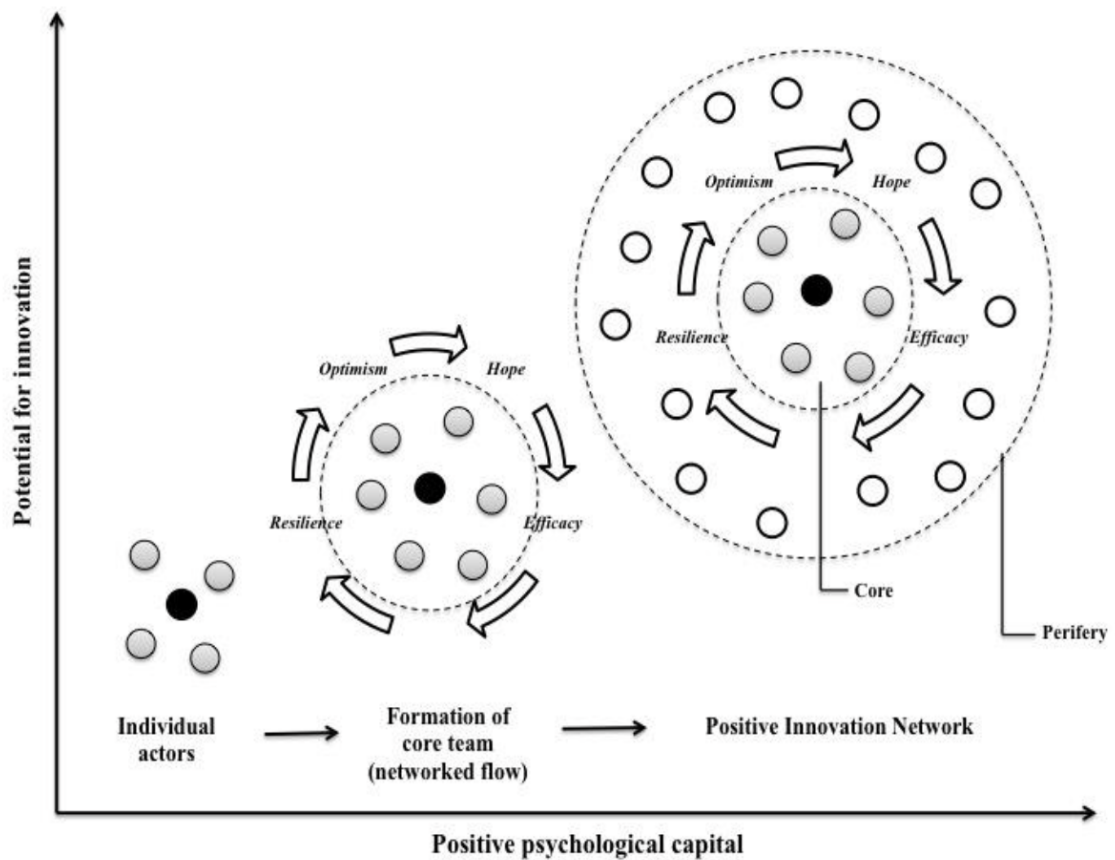 Potential for innovation
Optimism
Hope
Resilience
Efficacy
Optimism
Hope
Resilience
Efficacy
Core
Perifery
Individual
actors
Formation of
core team
(networked flow)
Positive Innovation Network
Positive psychological capital